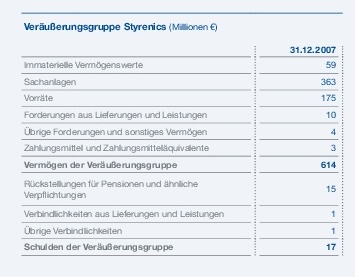 Veräußerungsgruppe Styrenics (Millionen €)
31.12.2007
Immaterielle Vermögenswerte 59
Sachanlagen 363
Vorräte 175
Forderungen aus Lieferungen und Leistungen 10
Übrige Forderungen und sonstiges Vermögen 4
Zahlungsmittel und Zahlungsmitteläquivalente 3
Vermögen der Veräußerungsgruppe 614
Rückstellungen für Pensionen und ähnliche
Verpflichtungen 15
Verbindlichkeiten aus Lieferungen und Leistungen 1
Übrige Verbindlichkeiten 1
Schulden der Veräußerungsgruppe 17